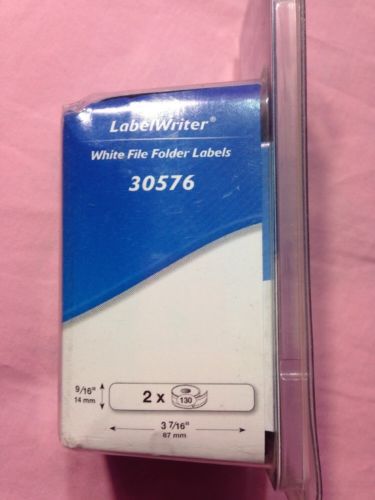 LabelWriter®
White File Folder Labels
30576
9/16"
14 mm
2 x 130
3 7/16"
87 mm